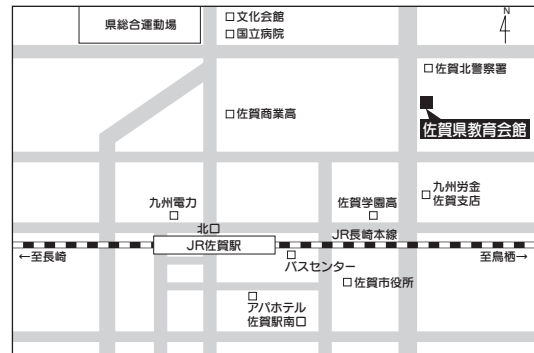 県総合運動場
文化会館
国立病院
N
佐賀北警察署
佐賀商業高
佐賀県教育会館
九州労金
佐賀支店
九州電力
佐賀学園高
北口
JR長崎本線
JR佐賀駅
←至長崎
バスセンター
至鳥栖→
佐賀市役所
アパホテル
佐賀駅南口